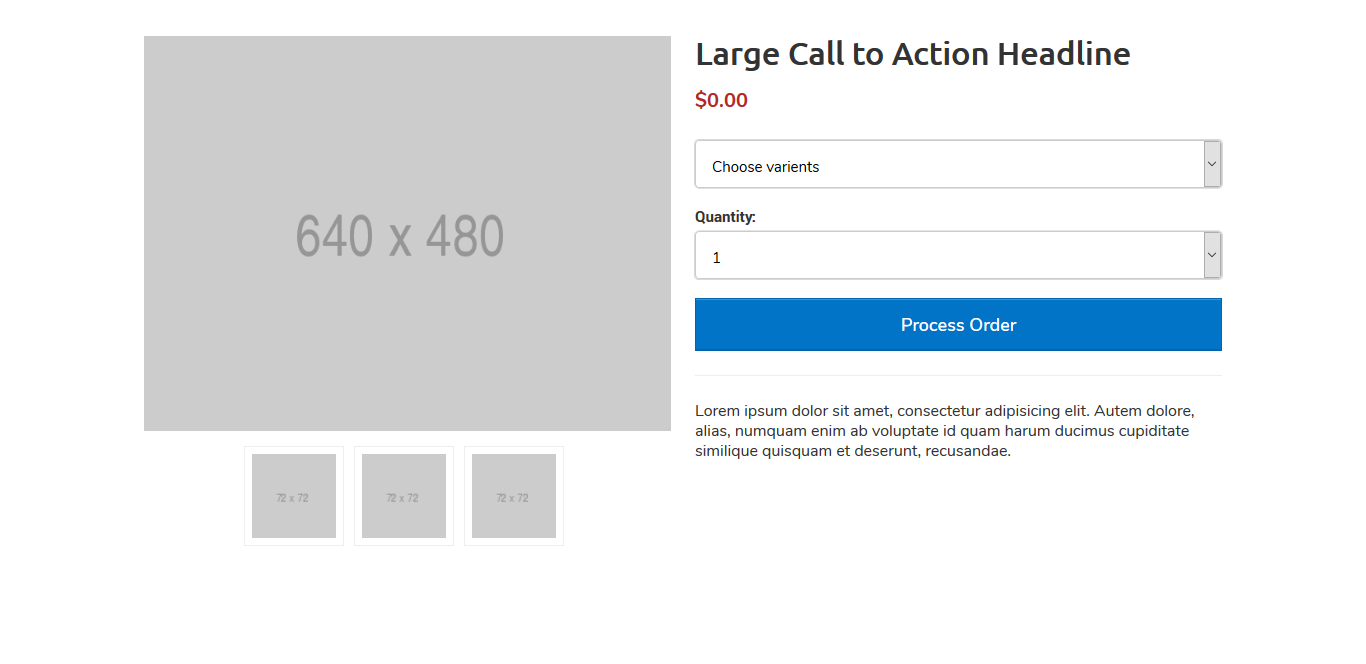 640 x 480
72 x 72
72 x 72
72 x 72
Large Call to Action Headline
$0.00
Choose varients
Quantity:
1
Process Order
Lorem ipsum dolor sit amet, consectetur adipisicing elit. Autem dolore,
alias, numquam enim ab voluptate id quam harum ducimus cupiditate
similique quisquam et deserunt, recusandae.